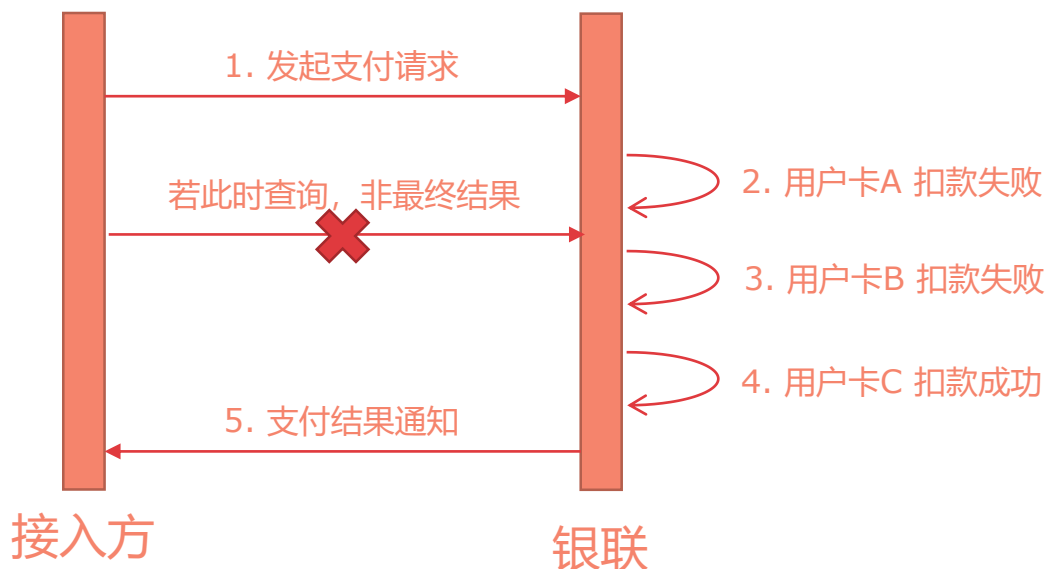 1. 发起支付请求
2. 用户卡A 扣款失败
若此时查询，非最终结果
3. 用户卡B 扣款失败
4. 用户卡C 扣款成功
5. 支付结果通知
接入方
银联